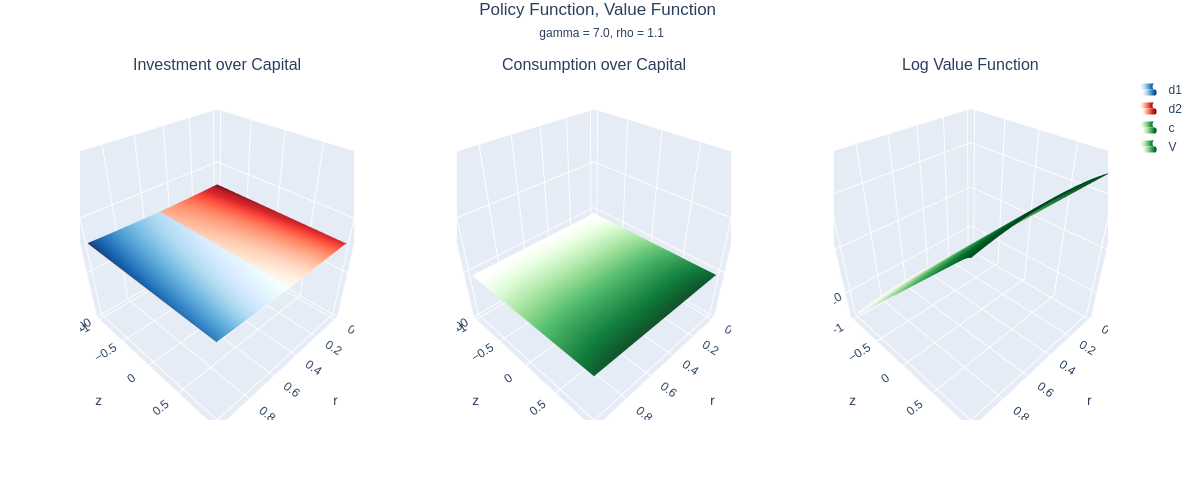 Policy Function, Value Function
gamma = 7.0, rho = 1.1
Investment over Capital
Consumption over Capital
Log Value Function
d1
d2
c
V
−0.5
0
0.5
z
0
0.2
0.4
0.6
0.8
r
−0.5
0
0.5
z
0
0.2
0.4
0.6
0.8
r
−1
−0.5
0
0.5
z
0
0.2
0.4
0.6
0.8
r